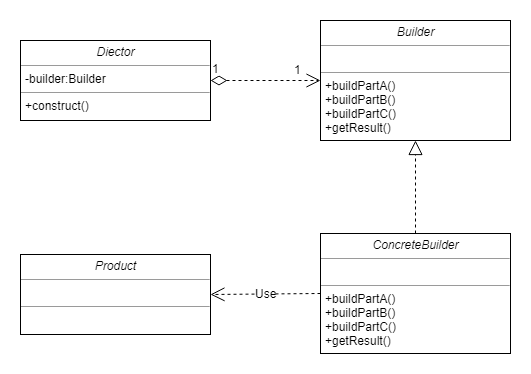 Diector
-builder:Builder
+construct()
1
1
Builder
+buildPartA()
+buildPartB()
+buildPartC()
+getResult()
Product
Use
ConcreteBuilder
+buildPartA()
+buildPartB()
+buildPartC()
+getResult()